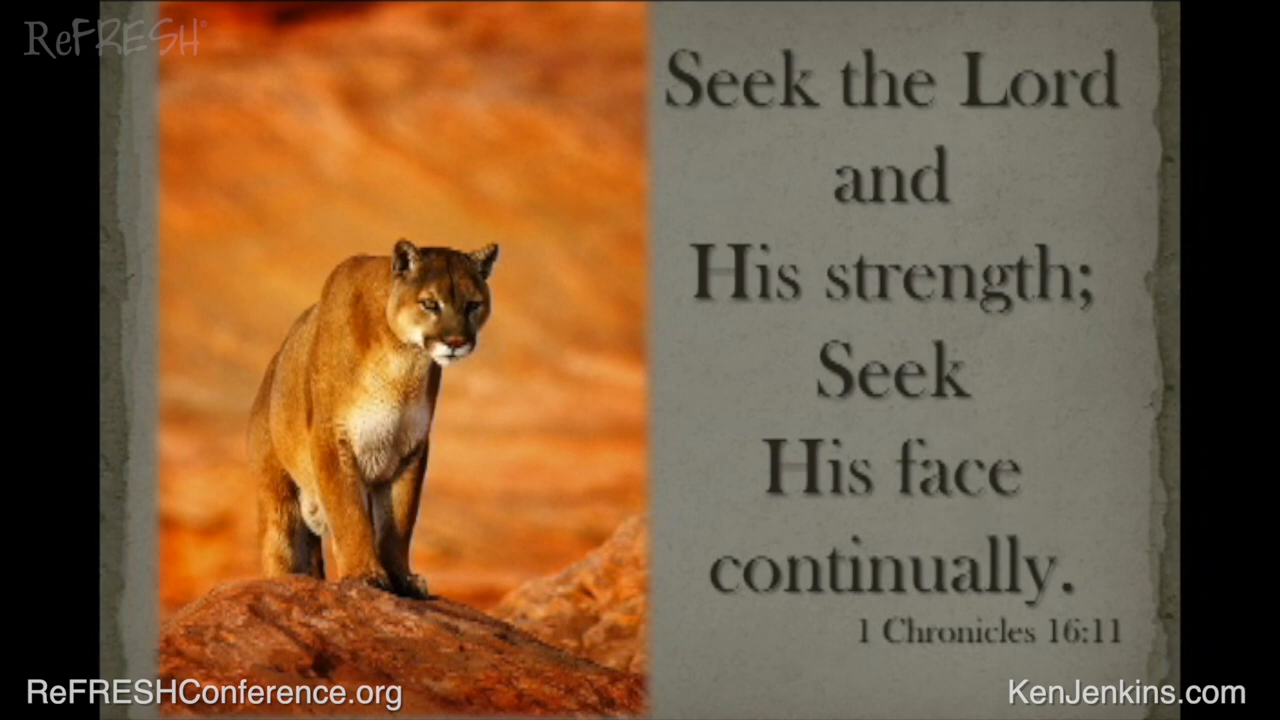 ReFRESH®
Seek the Lord
and
His strength;
Seek
His face
continually.
1 Chronicles 16:11
ReFRESHConference.org
KenJenkins.com